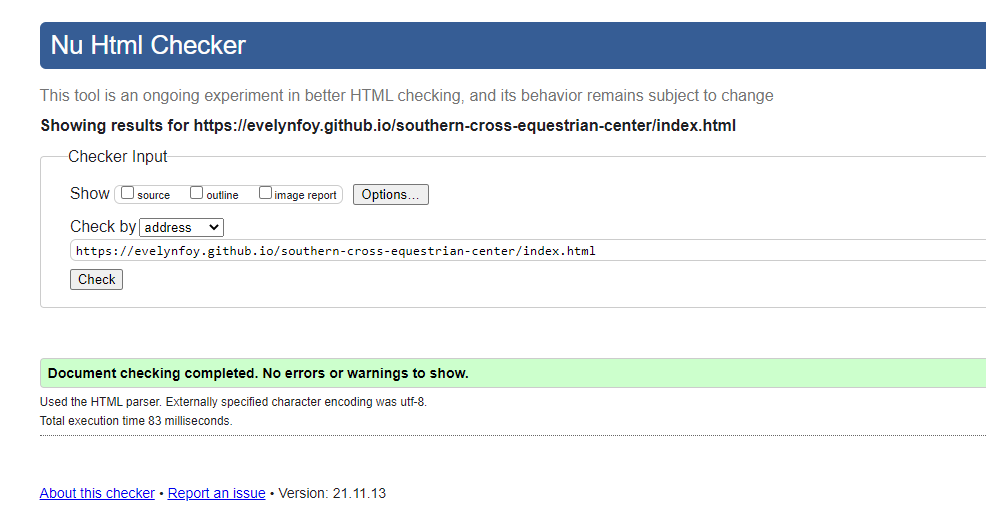 Nu Html Checker
This tool is an ongoing experiment in better HTML checking, and its behavior remains subject to change
Showing results for https://evelynfoy.github.io/southern-cross-equestrian-center/index.html
Checker Input
Show source outline image report Options...
Check by address
https://evelynfoy.github.io/southern-cross-equestrian-center/index.html
Check
Document checking completed. No errors or warnings to show.
Used the HTML parser. Externally specified character encoding was utf-8.
Total execution time 83 milliseconds.
About this checker • Report an issue • Version: 21.11.13